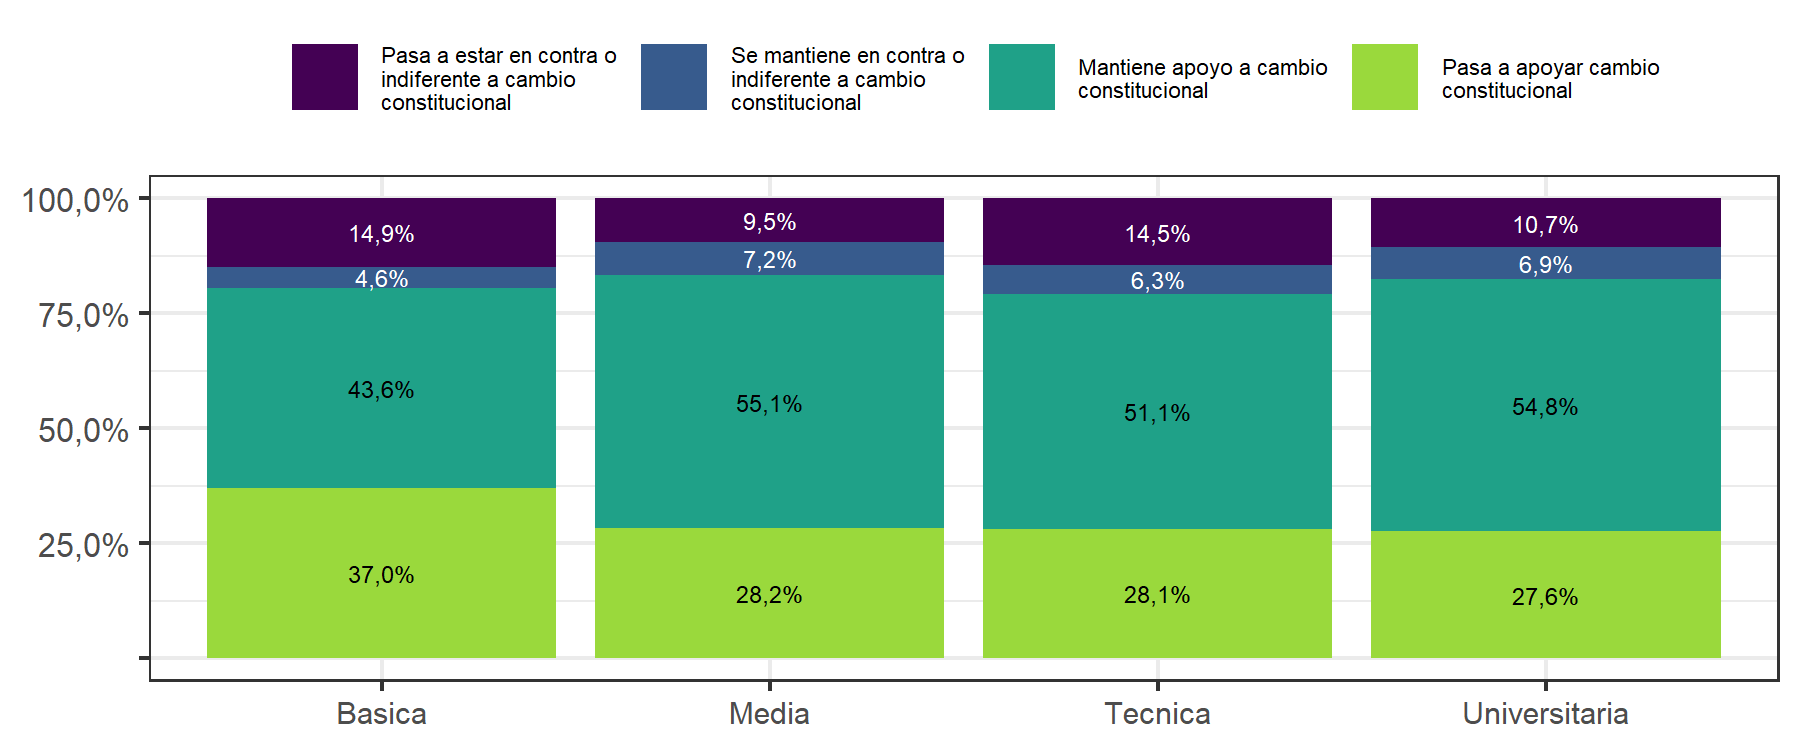 Pasa a estar en contra o
indiferente a cambio
constitucional
Se mantiene en contra o
indiferente a cambio
constitucional
Mantiene apoyo a cambio
constitucional
Pasa a apoyar cambio
constitucional
100,0%
75,0%
50,0%
25,0%
14,9%
4,6%
43,6%
37,0%
9,5%
7,2%
55,1%
28,2%
14,5%
6,3%
51,1%
28,1%
10,7%
6,9%
54,8%
27,6%
Basica
Media
Tecnica
Universitaria